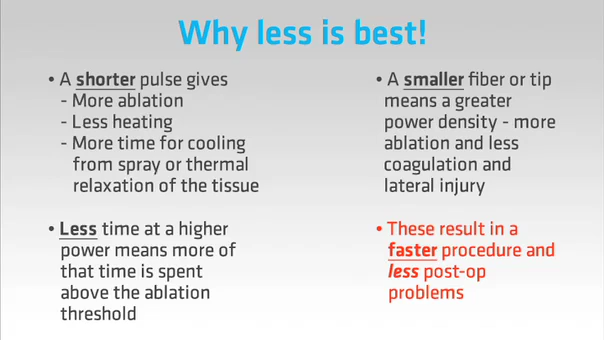 Why less is best!
• A shorter pulse gives
- More ablation
- Less heating
- More time for cooling
from spray or thermal
relaxation of the tissue
• Less time at a higher
power means more of
that time is spent
above the ablation
threshold
• A smaller fiber or tip
means a greater
power density - more
ablation and less
coagulation and
lateral injury
• These result in a
faster procedure and
less post-op
problems